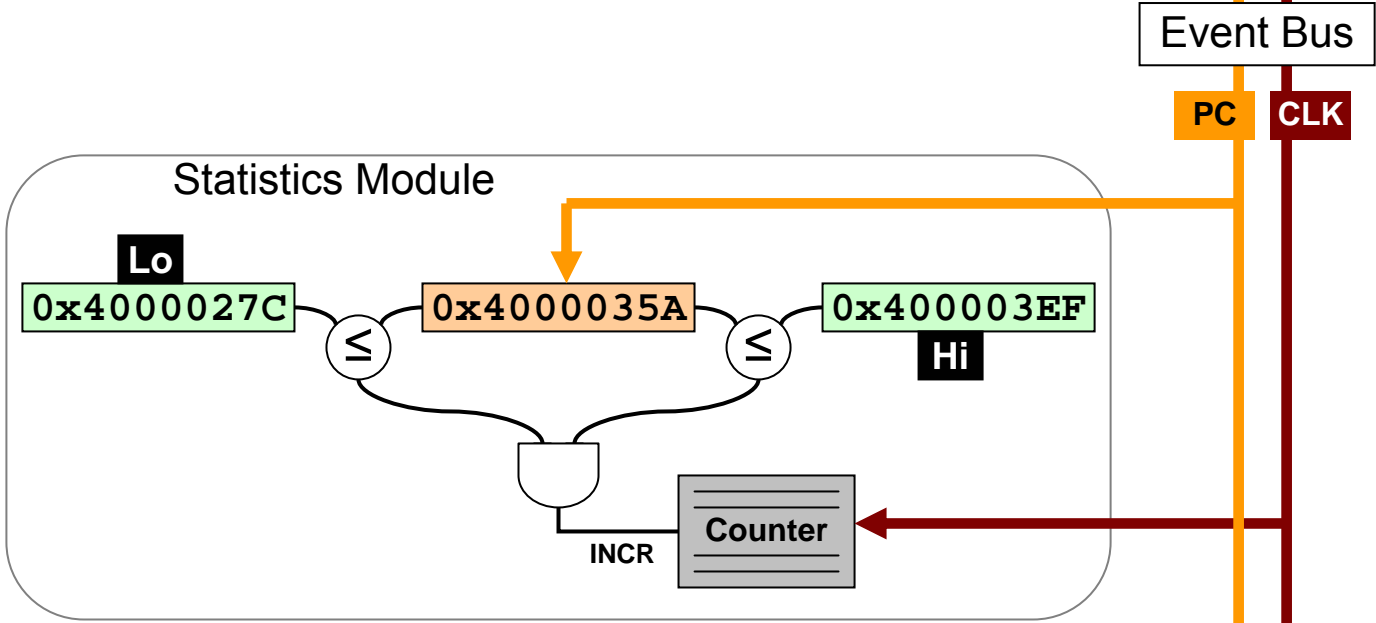 Event Bus
PC
CLK
Statistics Module
Lo
0x4000027C
0x4000035A
0x400003EF
≤
≤
Hi
Counter
INCR